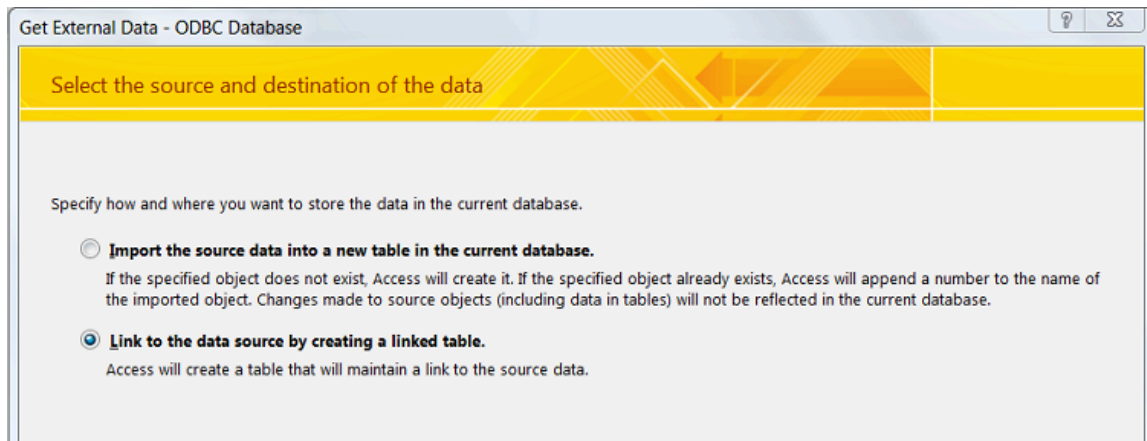 Get External Data - ODBC Database
Select the source and destination of the data
Specify how and where you want to store the data in the current database.
Import the source data into a new table in the current database.
If the specified object does not exist, Access will create it. If the specified object already exists, Access will append a number to the name of
the imported object. Changes made to source objects (including data in tables) will not be reflected in the current database.
Link to the data source by creating a linked table.
Access will create a table that will maintain a link to the source data.